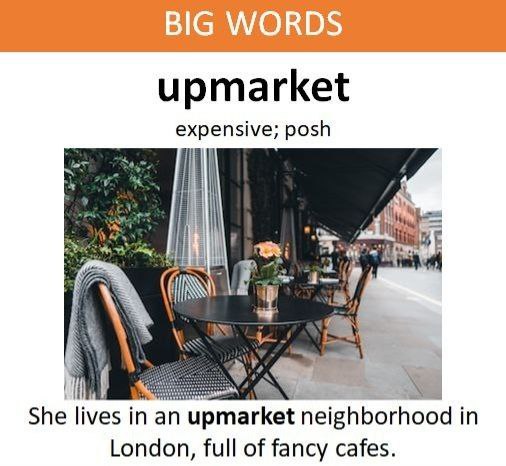 BIG WORDS
upmarket
expensive; posh
She lives in an upmarket neighborhood in
London, full of fancy cafes.